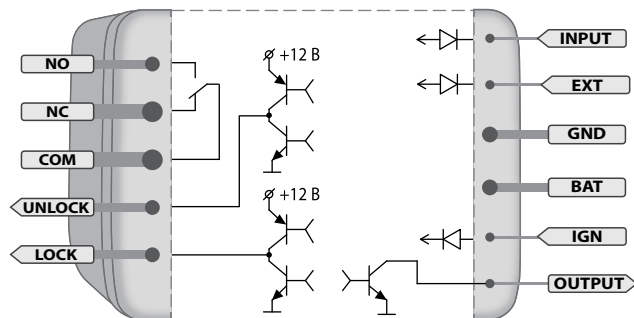 NO
NC
COM
UNLOCK
LOCK
+12 В
+12 В
INPUT
EXT
GND
BAT
IGN
OUTPUT